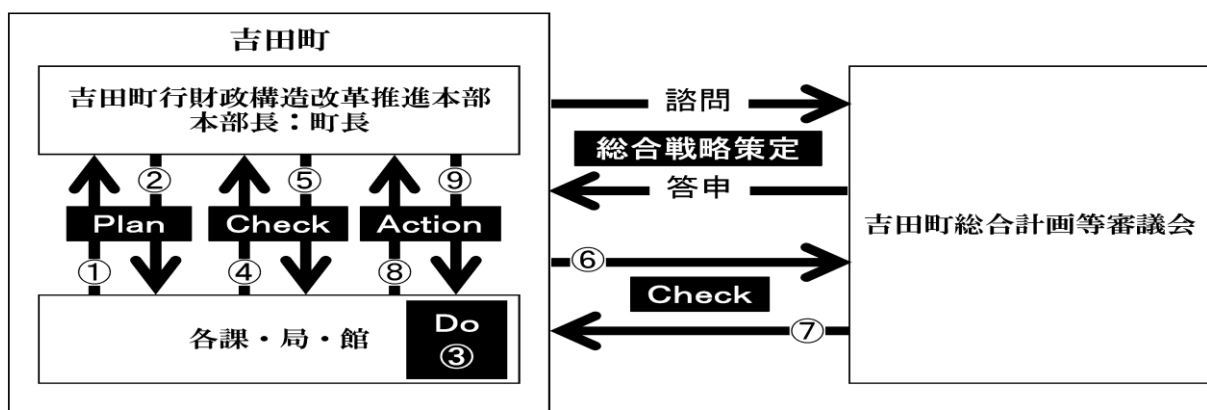 吉田町
吉田町行財政構造改革推進本部
本部長：町長
② ⑤ ⑨
Plan Check Action
① ④ ⑧
各課・局・館
Do
③
諮問
総合戦略策定
答申
⑥
Check
⑦
吉田町総合計画等審議会